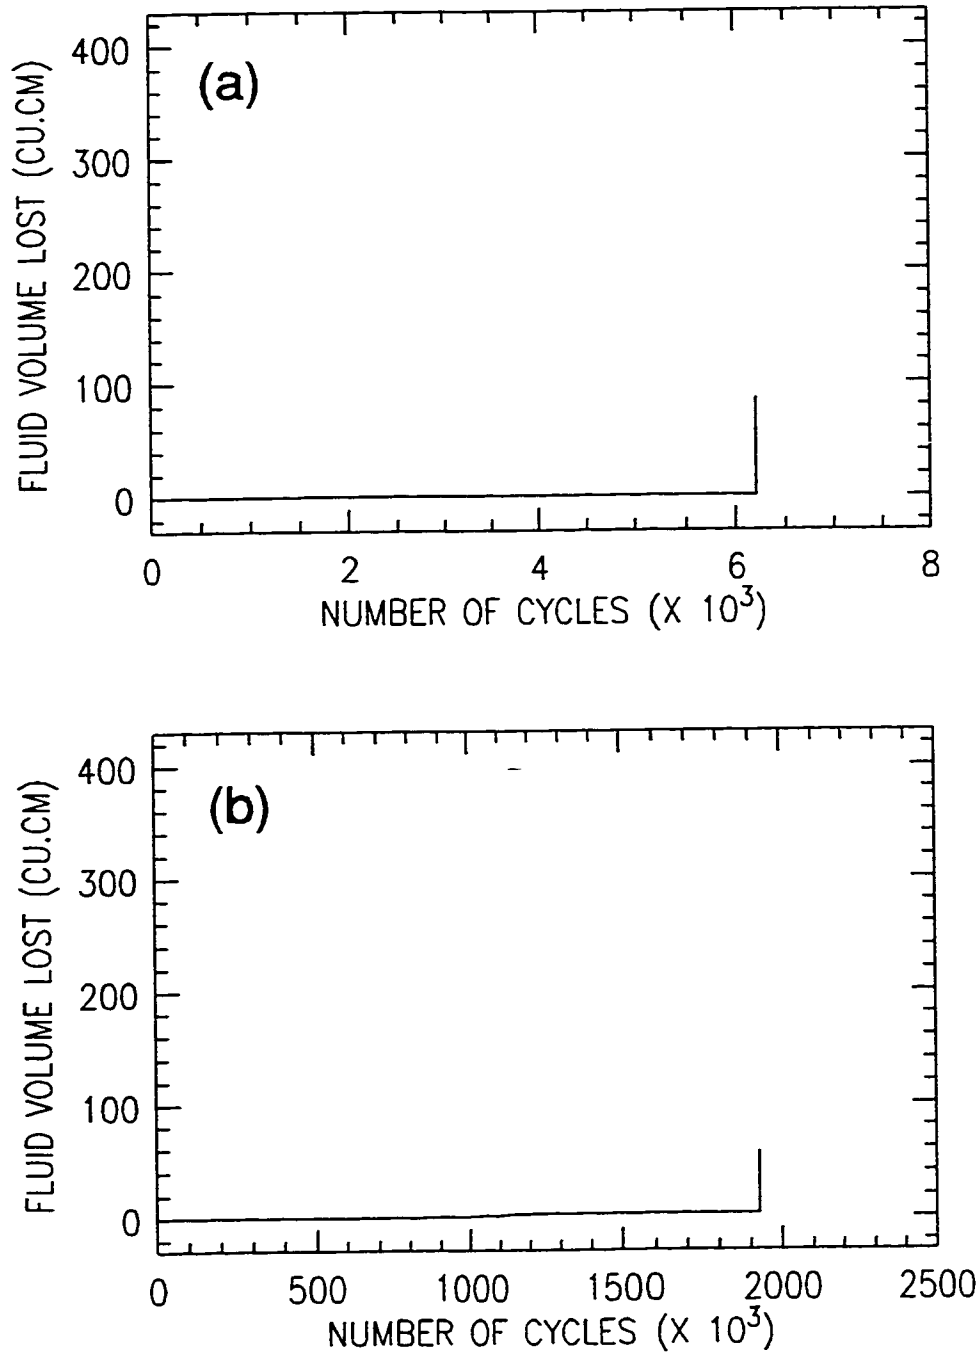 (a)
FLUID VOLUME LOST (CU.CM)
400
300
200
100
0
0 2 4 6 8
NUMBER OF CYCLES (X 10³)
(b)
FLUID VOLUME LOST (CU.CM)
400
300
200
100
0
0 500 1000 1500 2000 2500
NUMBER OF CYCLES (X 10³)